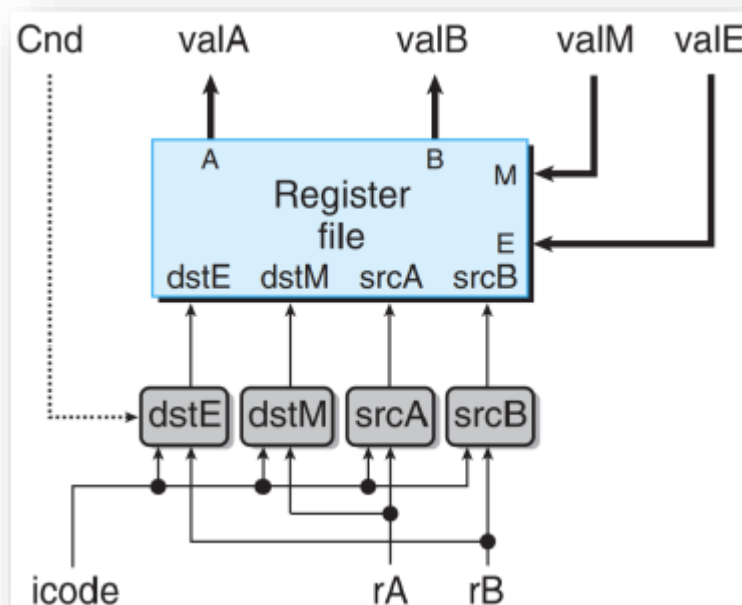 Cnd valA valB valM valE
A B M
Register
file
E
dstE dstM srcA srcB
dstE dstM srcA srcB
icode rA rB